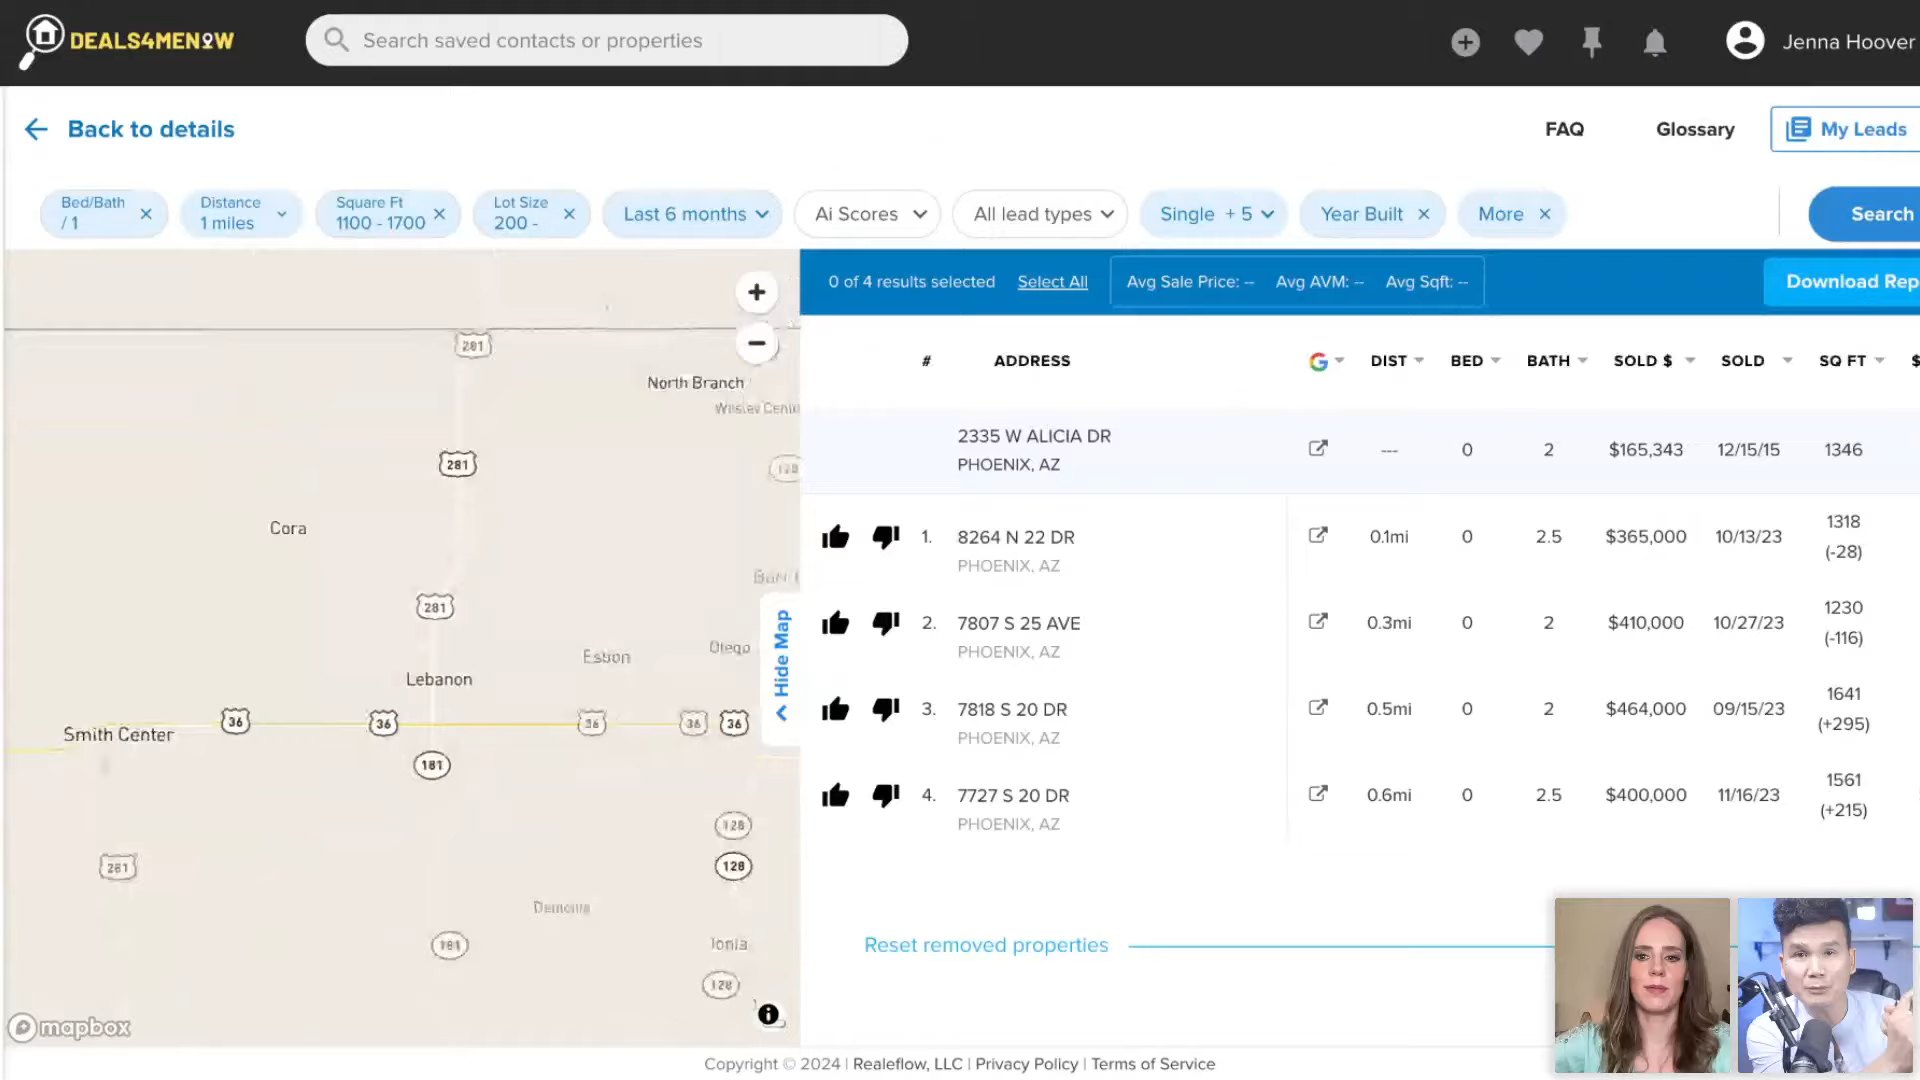 DEALS4MENOW
Search saved contacts or properties
Jenna Hoover
Back to details
FAQ
Glossary
My Leads
Bed/Bath
/ 1
Distance
1 miles
Square Ft
1100 - 1700
Lot Size
200 -
Last 6 months
Ai Scores
All lead types
Single + 5
Year Built
More
Search
0 of 4 results selected
Select All
Avg Sale Price: --
Avg AVM: --
Avg Sqft: --
Download Rep
# ADDRESS G DIST BED BATH SOLD $ SOLD SQ FT $
2335 W ALICIA DR
PHOENIX, AZ
--- 0 2 $165,343 12/15/15 1346
1. 8264 N 22 DR
PHOENIX, AZ
0.1mi 0 2.5 $365,000 10/13/23 1318
(-28)
2. 7807 S 25 AVE
PHOENIX, AZ
0.3mi 0 2 $410,000 10/27/23 1230
(-116)
3. 7818 S 20 DR
PHOENIX, AZ
0.5mi 0 2 $464,000 09/15/23 1641
(+295)
4. 7727 S 20 DR
PHOENIX, AZ
0.6mi 0 2.5 $400,000 11/16/23 1561
(+215)
Reset removed properties
Hide Map
281
North Branch
281
128
Cora
281
Esbon
Lebanon
36
36
36
36
36
Smith Center
181
128
128
281
181
Ionia
128
mapbox
Copyright © 2024 | Realeflow, LLC | Privacy Policy | Terms of Service